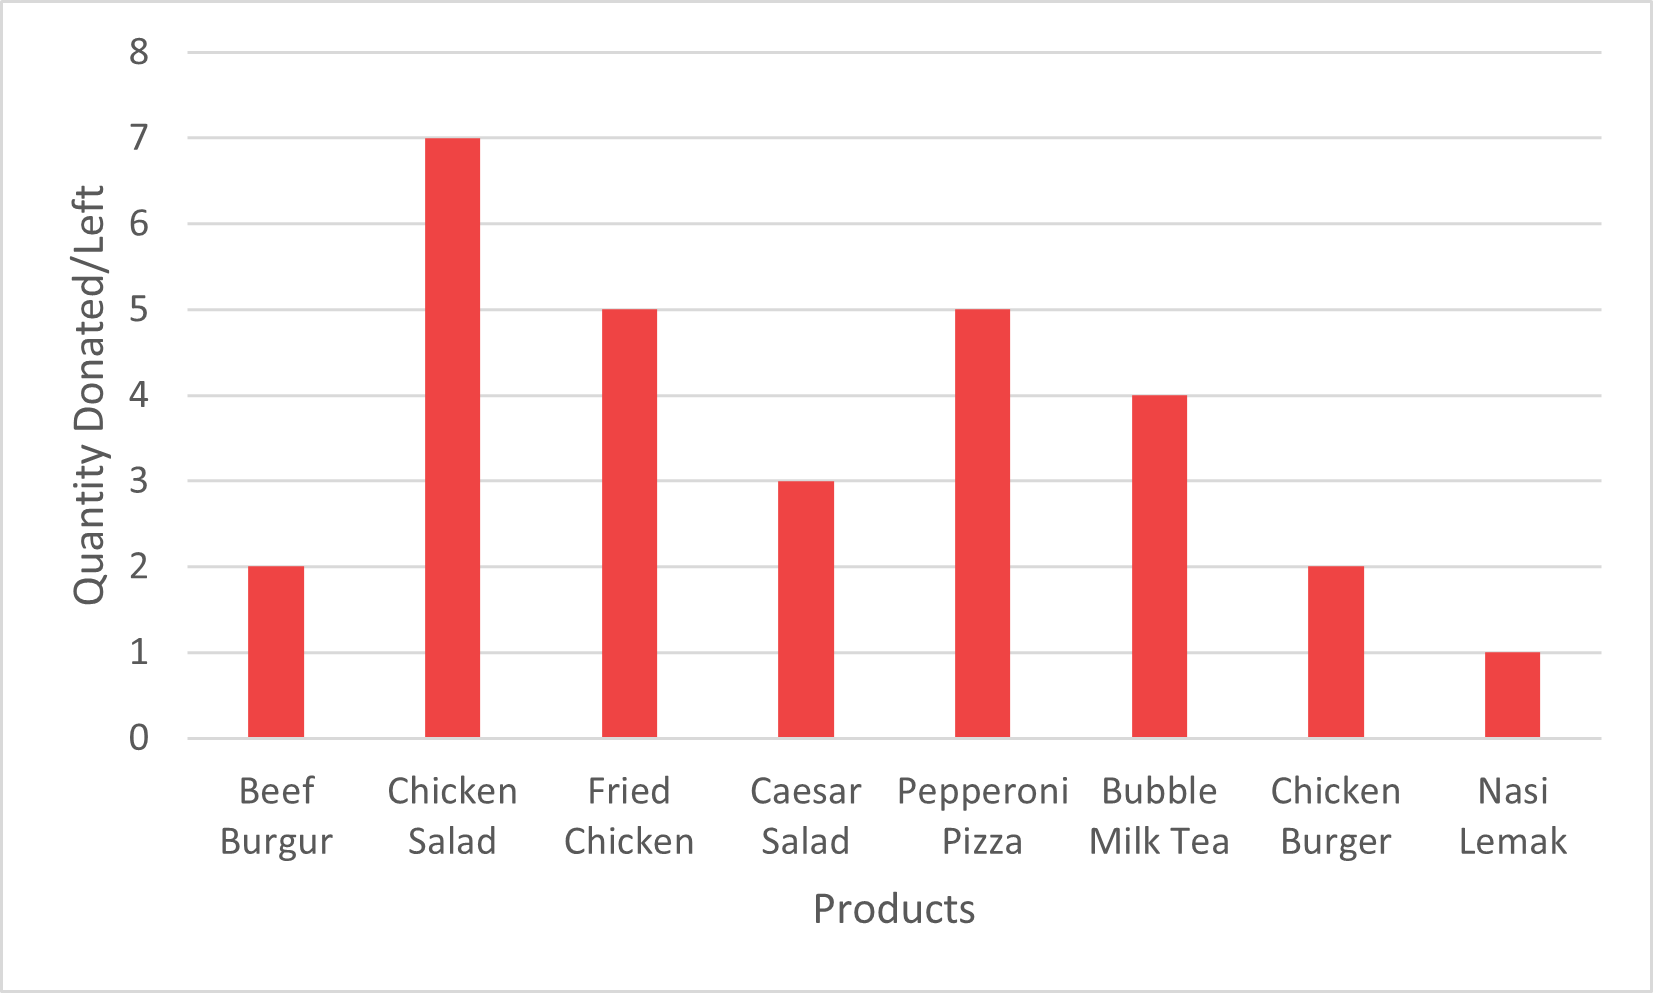 8
7
6
5
4
3
2
1
0
Quantity Donated/Left
Beef Burgur
Chicken Salad
Fried Chicken
Caesar Salad
Pepperoni Pizza
Bubble Milk Tea
Chicken Burger
Nasi Lemak
Products